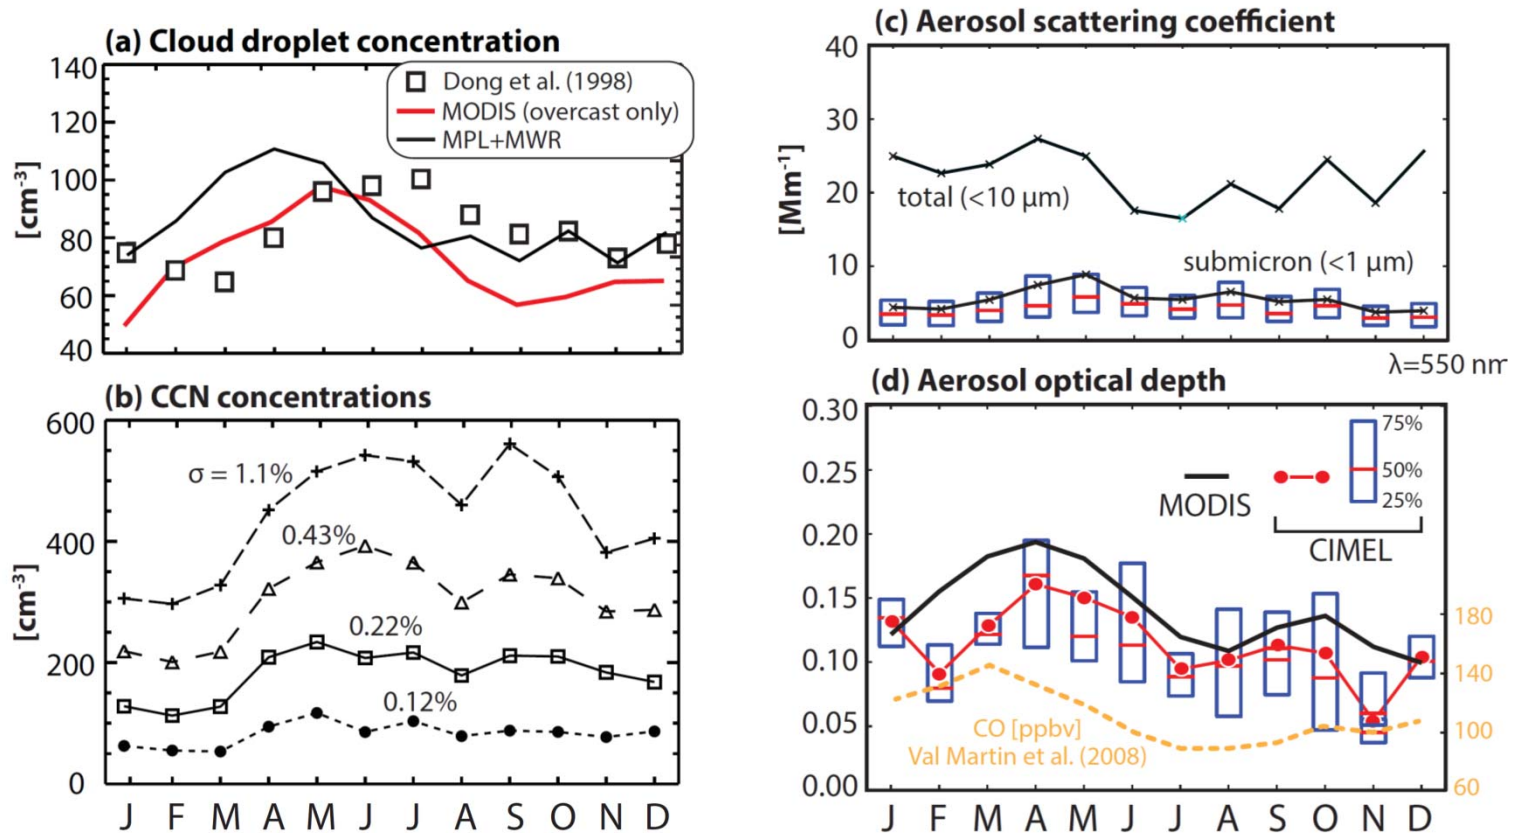 (a) Cloud droplet concentration
140
120
100
80
60
40
[cm⁻³]
Dong et al. (1998)
MODIS (overcast only)
MPL+MWR
(b) CCN concentrations
600
400
200
0
[cm⁻³]
σ = 1.1%
0.43%
0.22%
0.12%
J F M A M J J A S O N D
(c) Aerosol scattering coefficient
40
30
20
10
0
[Mm⁻¹]
total (<10 µm)
submicron (<1 µm)
λ=550 nm
(d) Aerosol optical depth
0.30
0.25
0.20
0.15
0.10
0.05
0.00
MODIS
75%
50%
25%
CIMEL
180
140
100
60
CO [ppbv]
Val Martin et al. (2008)
J F M A M J J A S O N D